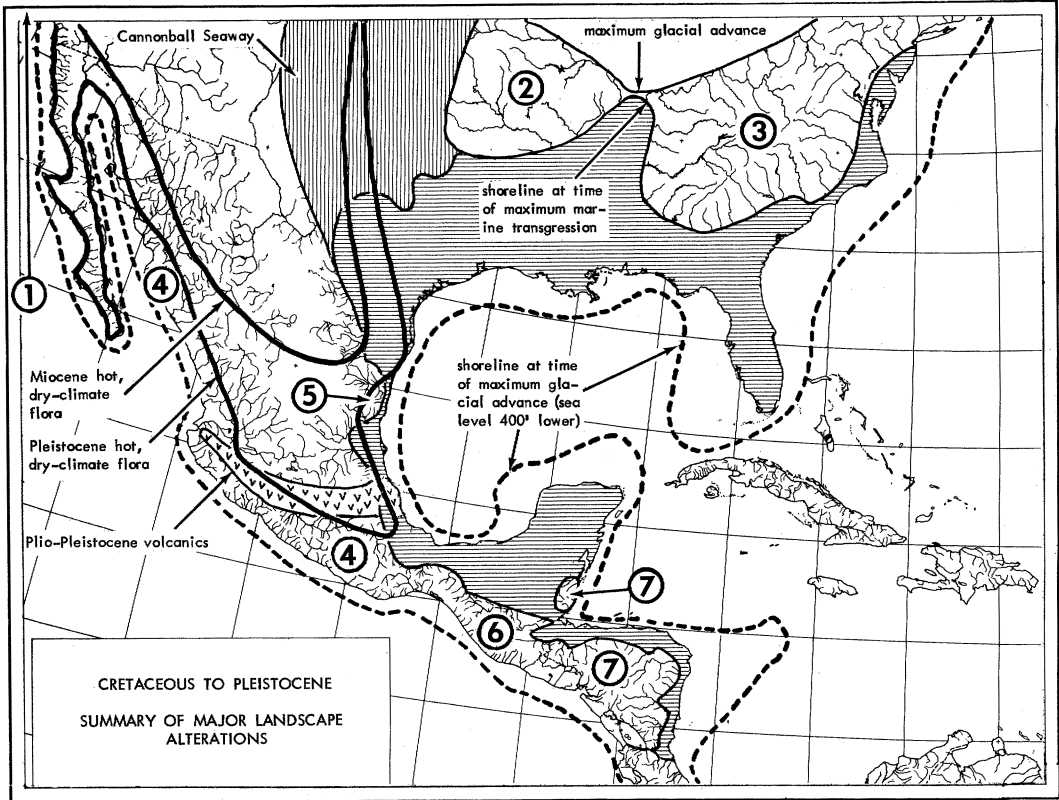 Cannonball Seaway
maximum glacial advance
2
3
shoreline at time
of maximum mar-
ine transgression
1
4
shoreline at time
of maximum gla-
cial advance (sea
level 400' lower)
Miocene hot,
dry-climate
flora
5
Pleistocene hot,
dry-climate flora
Plio-Pleistocene volcanics
4
7
6
7
CRETACEOUS TO PLEISTOCENE
SUMMARY OF MAJOR LANDSCAPE
ALTERATIONS